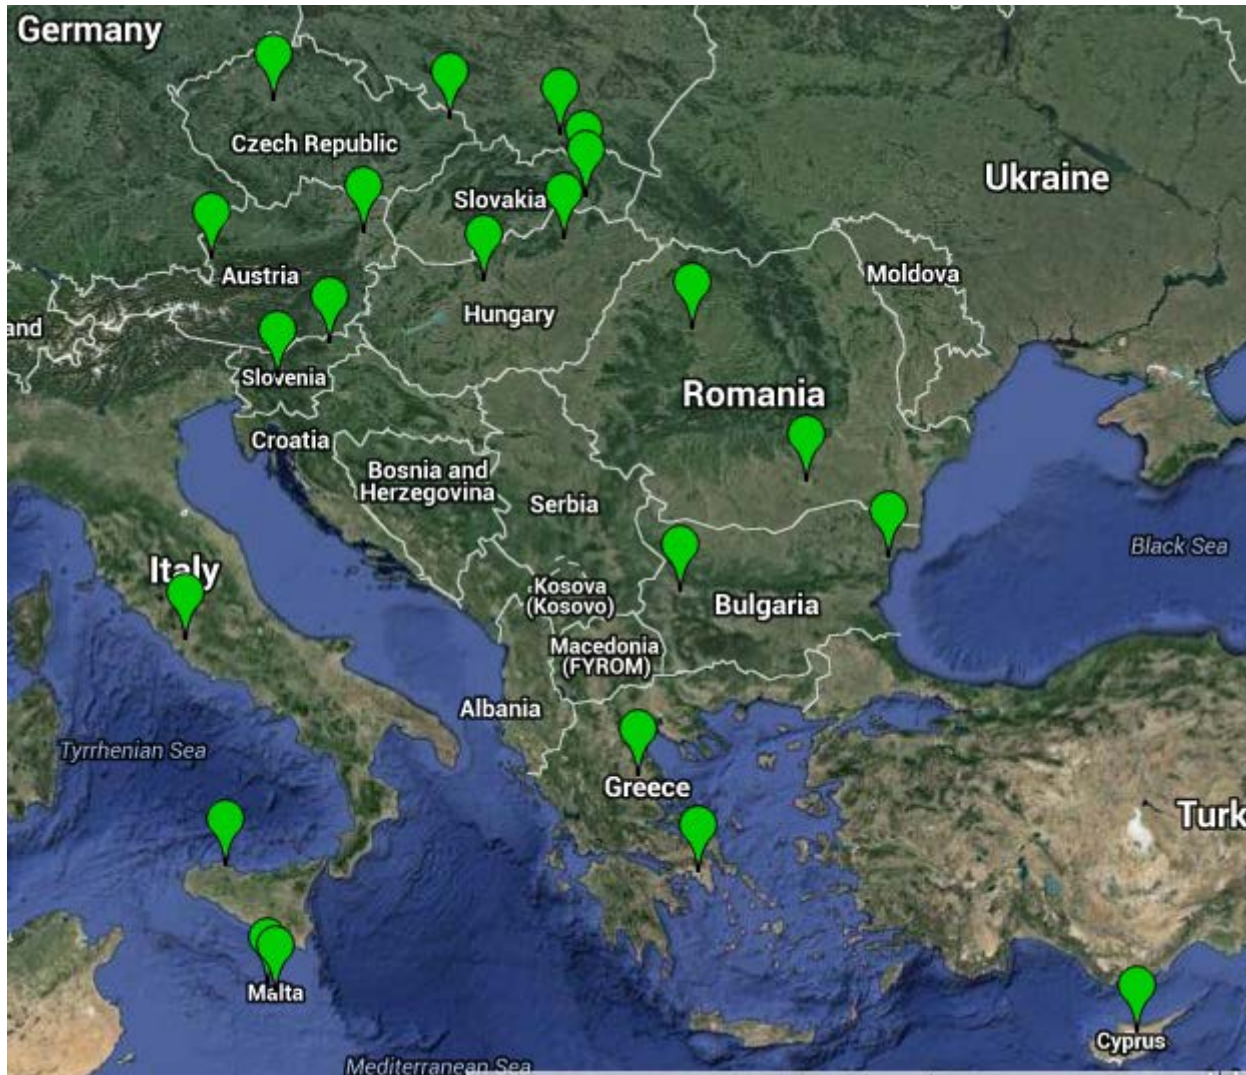 Germany
Czech Republic
Ukraine
Slovakia
Austria
Moldova
and
Hungary
Slovenia
Romania
Croatia
Bosnia and
Herzegovina
Serbia
Black Sea
Italy
Kosova
(Kosovo)
Bulgaria
Macedonia
(FYROM)
Albania
Tyrrhenian Sea
Greece
Turk
Malta
Cyprus
Mediterranean Sea